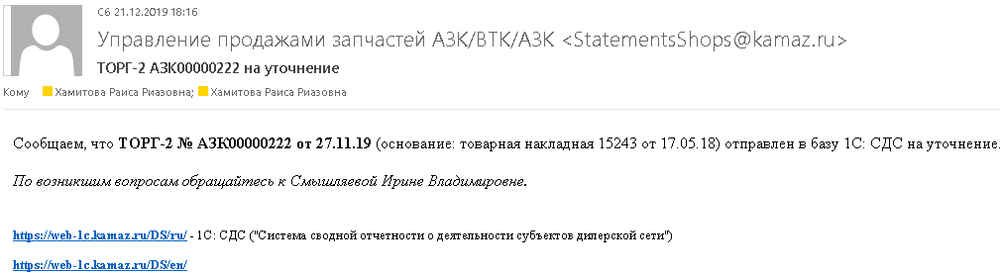 Сб 21.12.2019 18:16
Управление продажами запчастей АЗК/ВТК/АЗК <StatementsShops@kamaz.ru>
ТОРГ-2 АЗК00000222 на уточнение
Кому Хамитова Раиса Риазовна; Хамитова Раиса Риазовна
Сообщаем, что ТОРГ-2 № АЗК00000222 от 27.11.19 (основание: товарная накладная 15243 от 17.05.18) отправлен в базу 1С: СДС на уточнение.
По возникшим вопросам обращайтесь к Смышляевой Ирине Владимировне.
https://web-1c.kamaz.ru/DS/ru/ - 1С: СДС ("Система сводной отчетности о деятельности субъектов дилерской сети")
https://web-1c.kamaz.ru/DS/en/